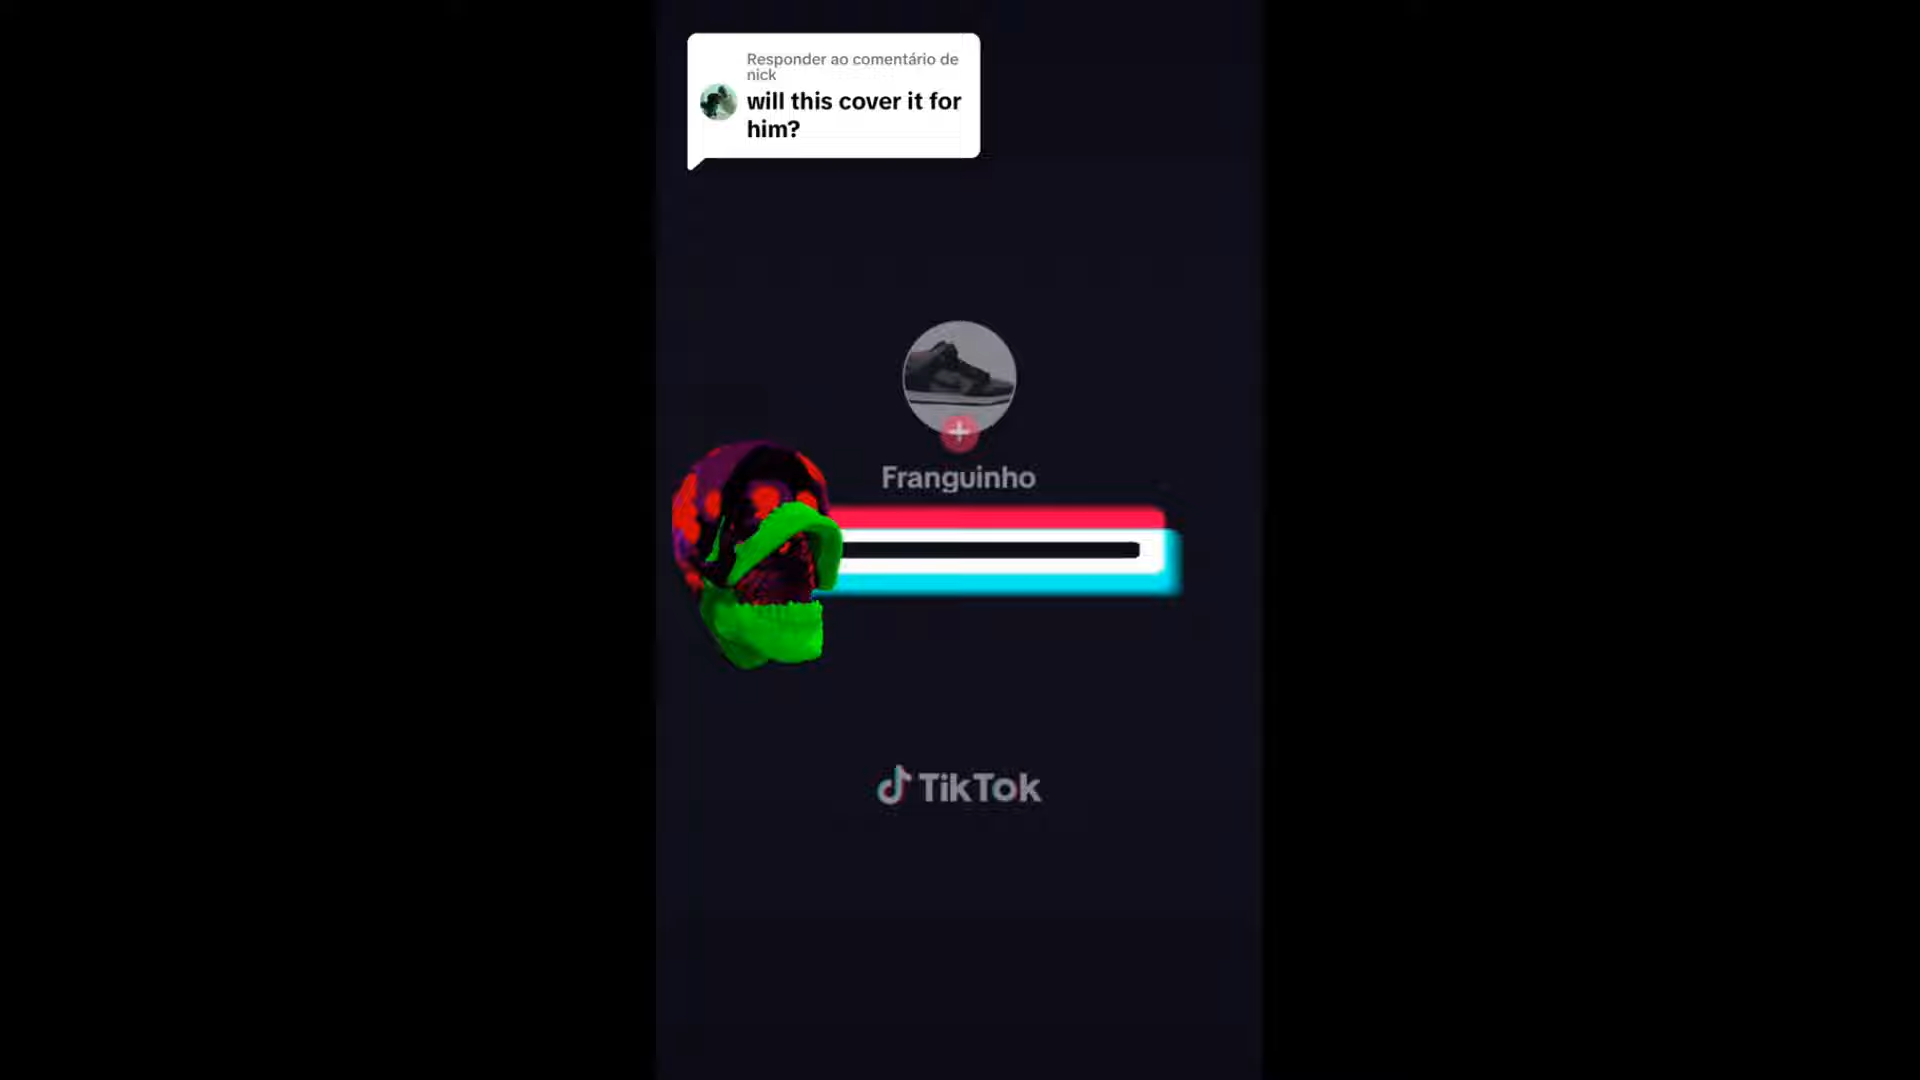 Responder ao comentário de
nick
will this cover it for
him?
Franguinho
TikTok